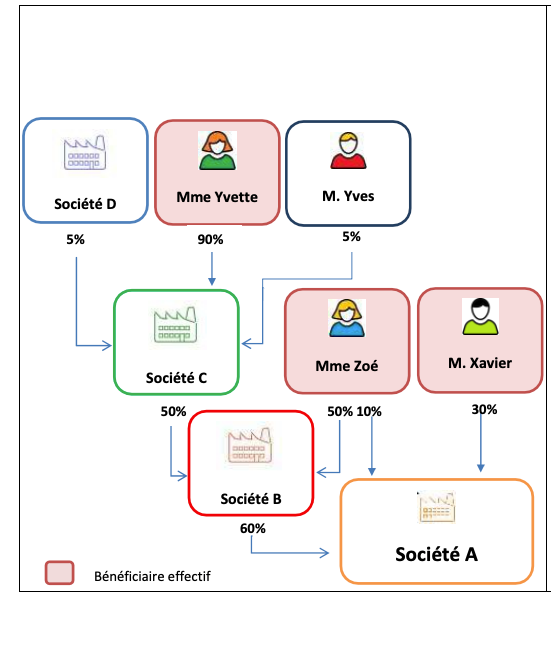 Société D
Mme Yvette
M. Yves
5%
90%
5%
Société C
Mme Zoé
M. Xavier
50%
50% 10%
30%
Société B
60%
Société A
Bénéficiaire effectif